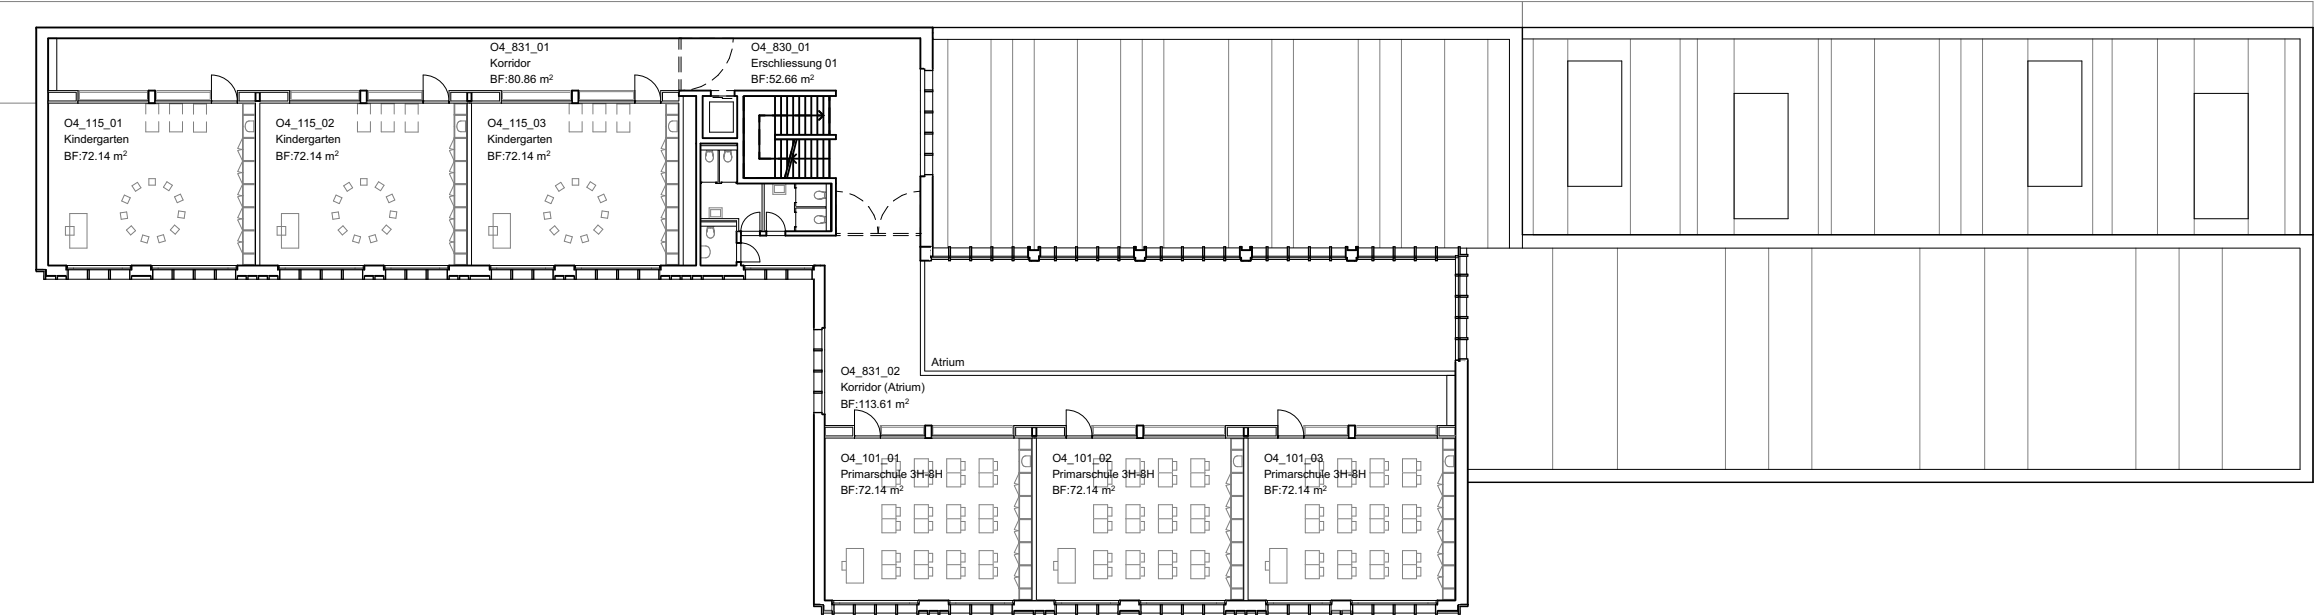 O4_831_01
Korridor
BF:80.86 m²
O4_830_01
Erschliessung 01
BF:52.66 m²
O4_115_01
Kindergarten
BF:72.14 m²
O4_115_02
Kindergarten
BF:72.14 m²
O4_115_03
Kindergarten
BF:72.14 m²
Atrium
O4_831_02
Korridor (Atrium)
BF:113.61 m²
O4_101_01
Primarschule 3H-8H
BF:72.14 m²
O4_101_02
Primarschule 3H-8H
BF:72.14 m²
O4_101_03
Primarschule 3H-8H
BF:72.14 m²